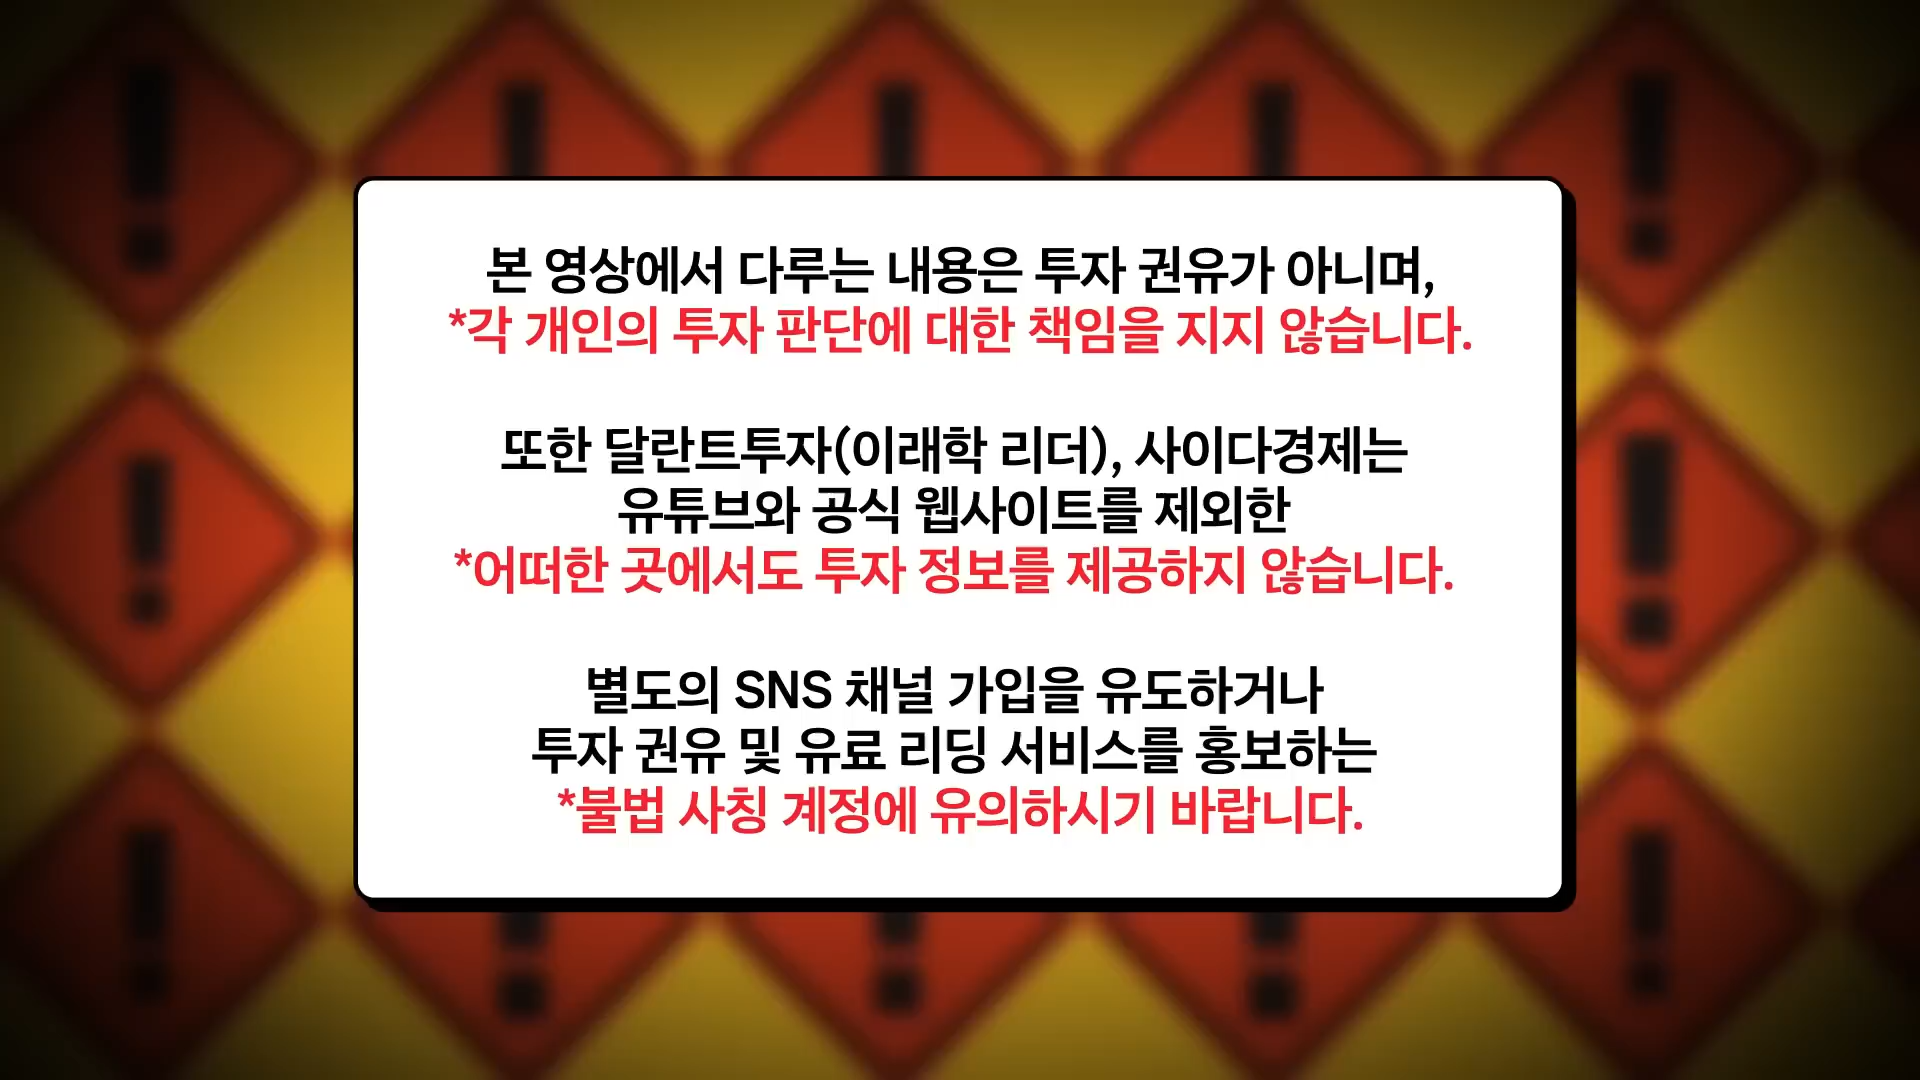 본 영상에서 다루는 내용은 투자 권유가 아니며,
*각 개인의 투자 판단에 대한 책임을 지지 않습니다.
또한 달란트투자(이래학 리더), 사이다경제는
유튜브와 공식 웹사이트를 제외한
*어떠한 곳에서도 투자 정보를 제공하지 않습니다.
별도의 SNS 채널 가입을 유도하거나
투자 권유 및 유료 리딩 서비스를 홍보하는
*불법 사칭 계정에 유의하시기 바랍니다.